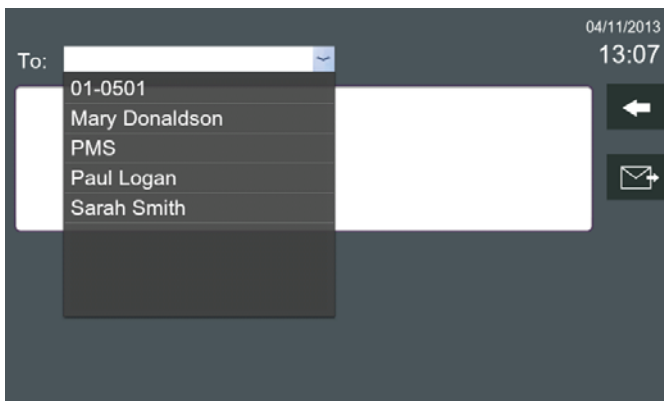 04/11/2013
13:07
To:
01-0501
Mary Donaldson
PMS
Paul Logan
Sarah Smith